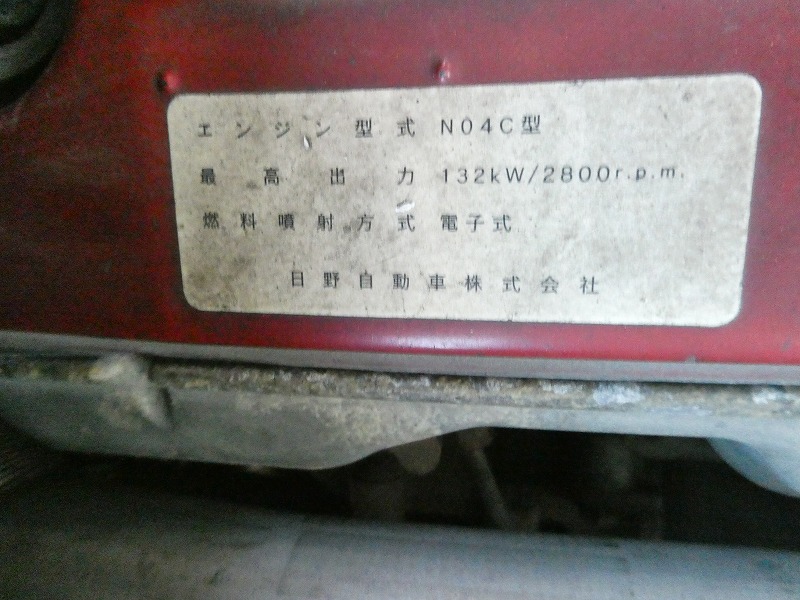 エンジン型式 N04C型
最高出力 132kW/2800r.p.m.
燃料噴射方式 電子式
日野自動車株式会社